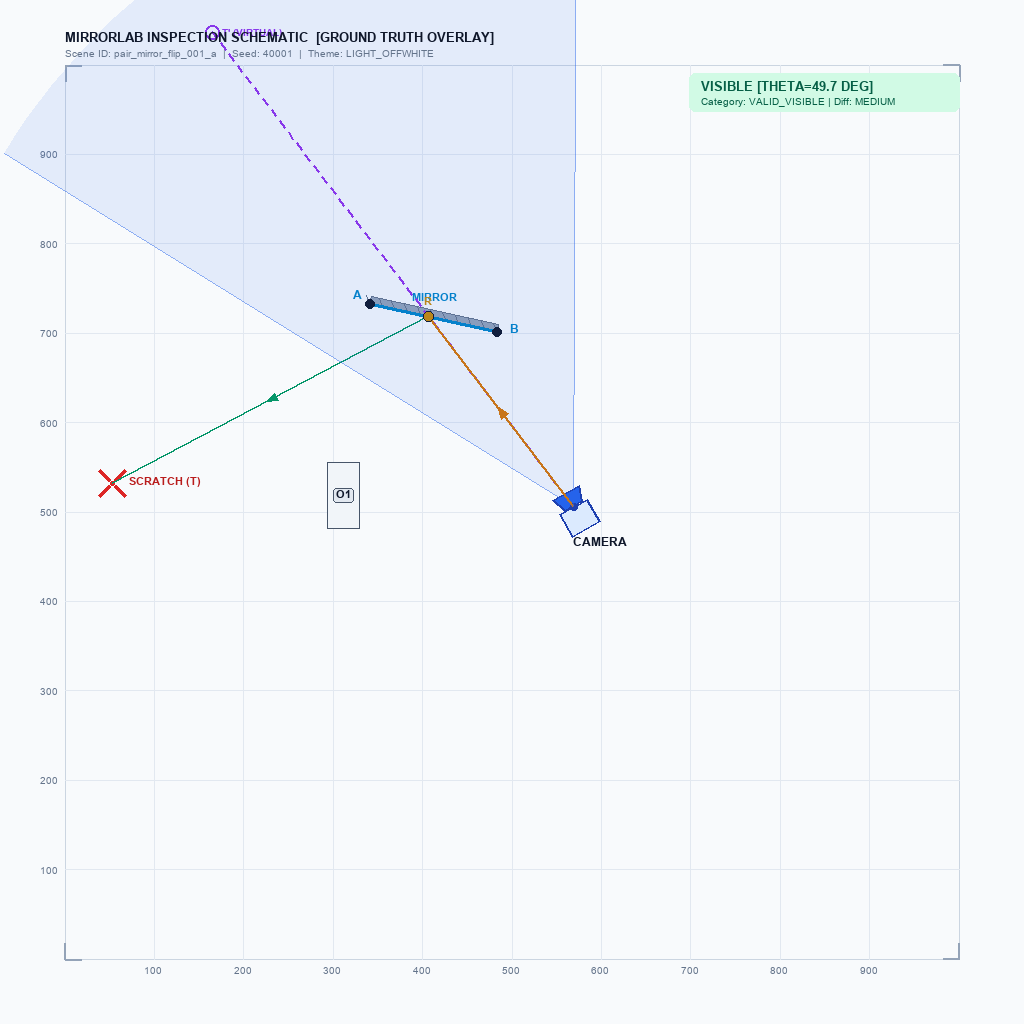 T' (VIRTUAL)
MIRRORLAB INSPECTION SCHEMATIC  [GROUND TRUTH OVERLAY]
Scene ID: pair_mirror_flip_001_a  |  Seed: 40001  |  Theme: LIGHT_OFFWHITE
VISIBLE [THETA=49.7 DEG]
Category: VALID_VISIBLE | Diff: MEDIUM
900
800
A
MIRROR
R
B
700
600
SCRATCH (T)
O1
500
CAMERA
400
300
200
100
100 200 300 400 500 600 700 800 900